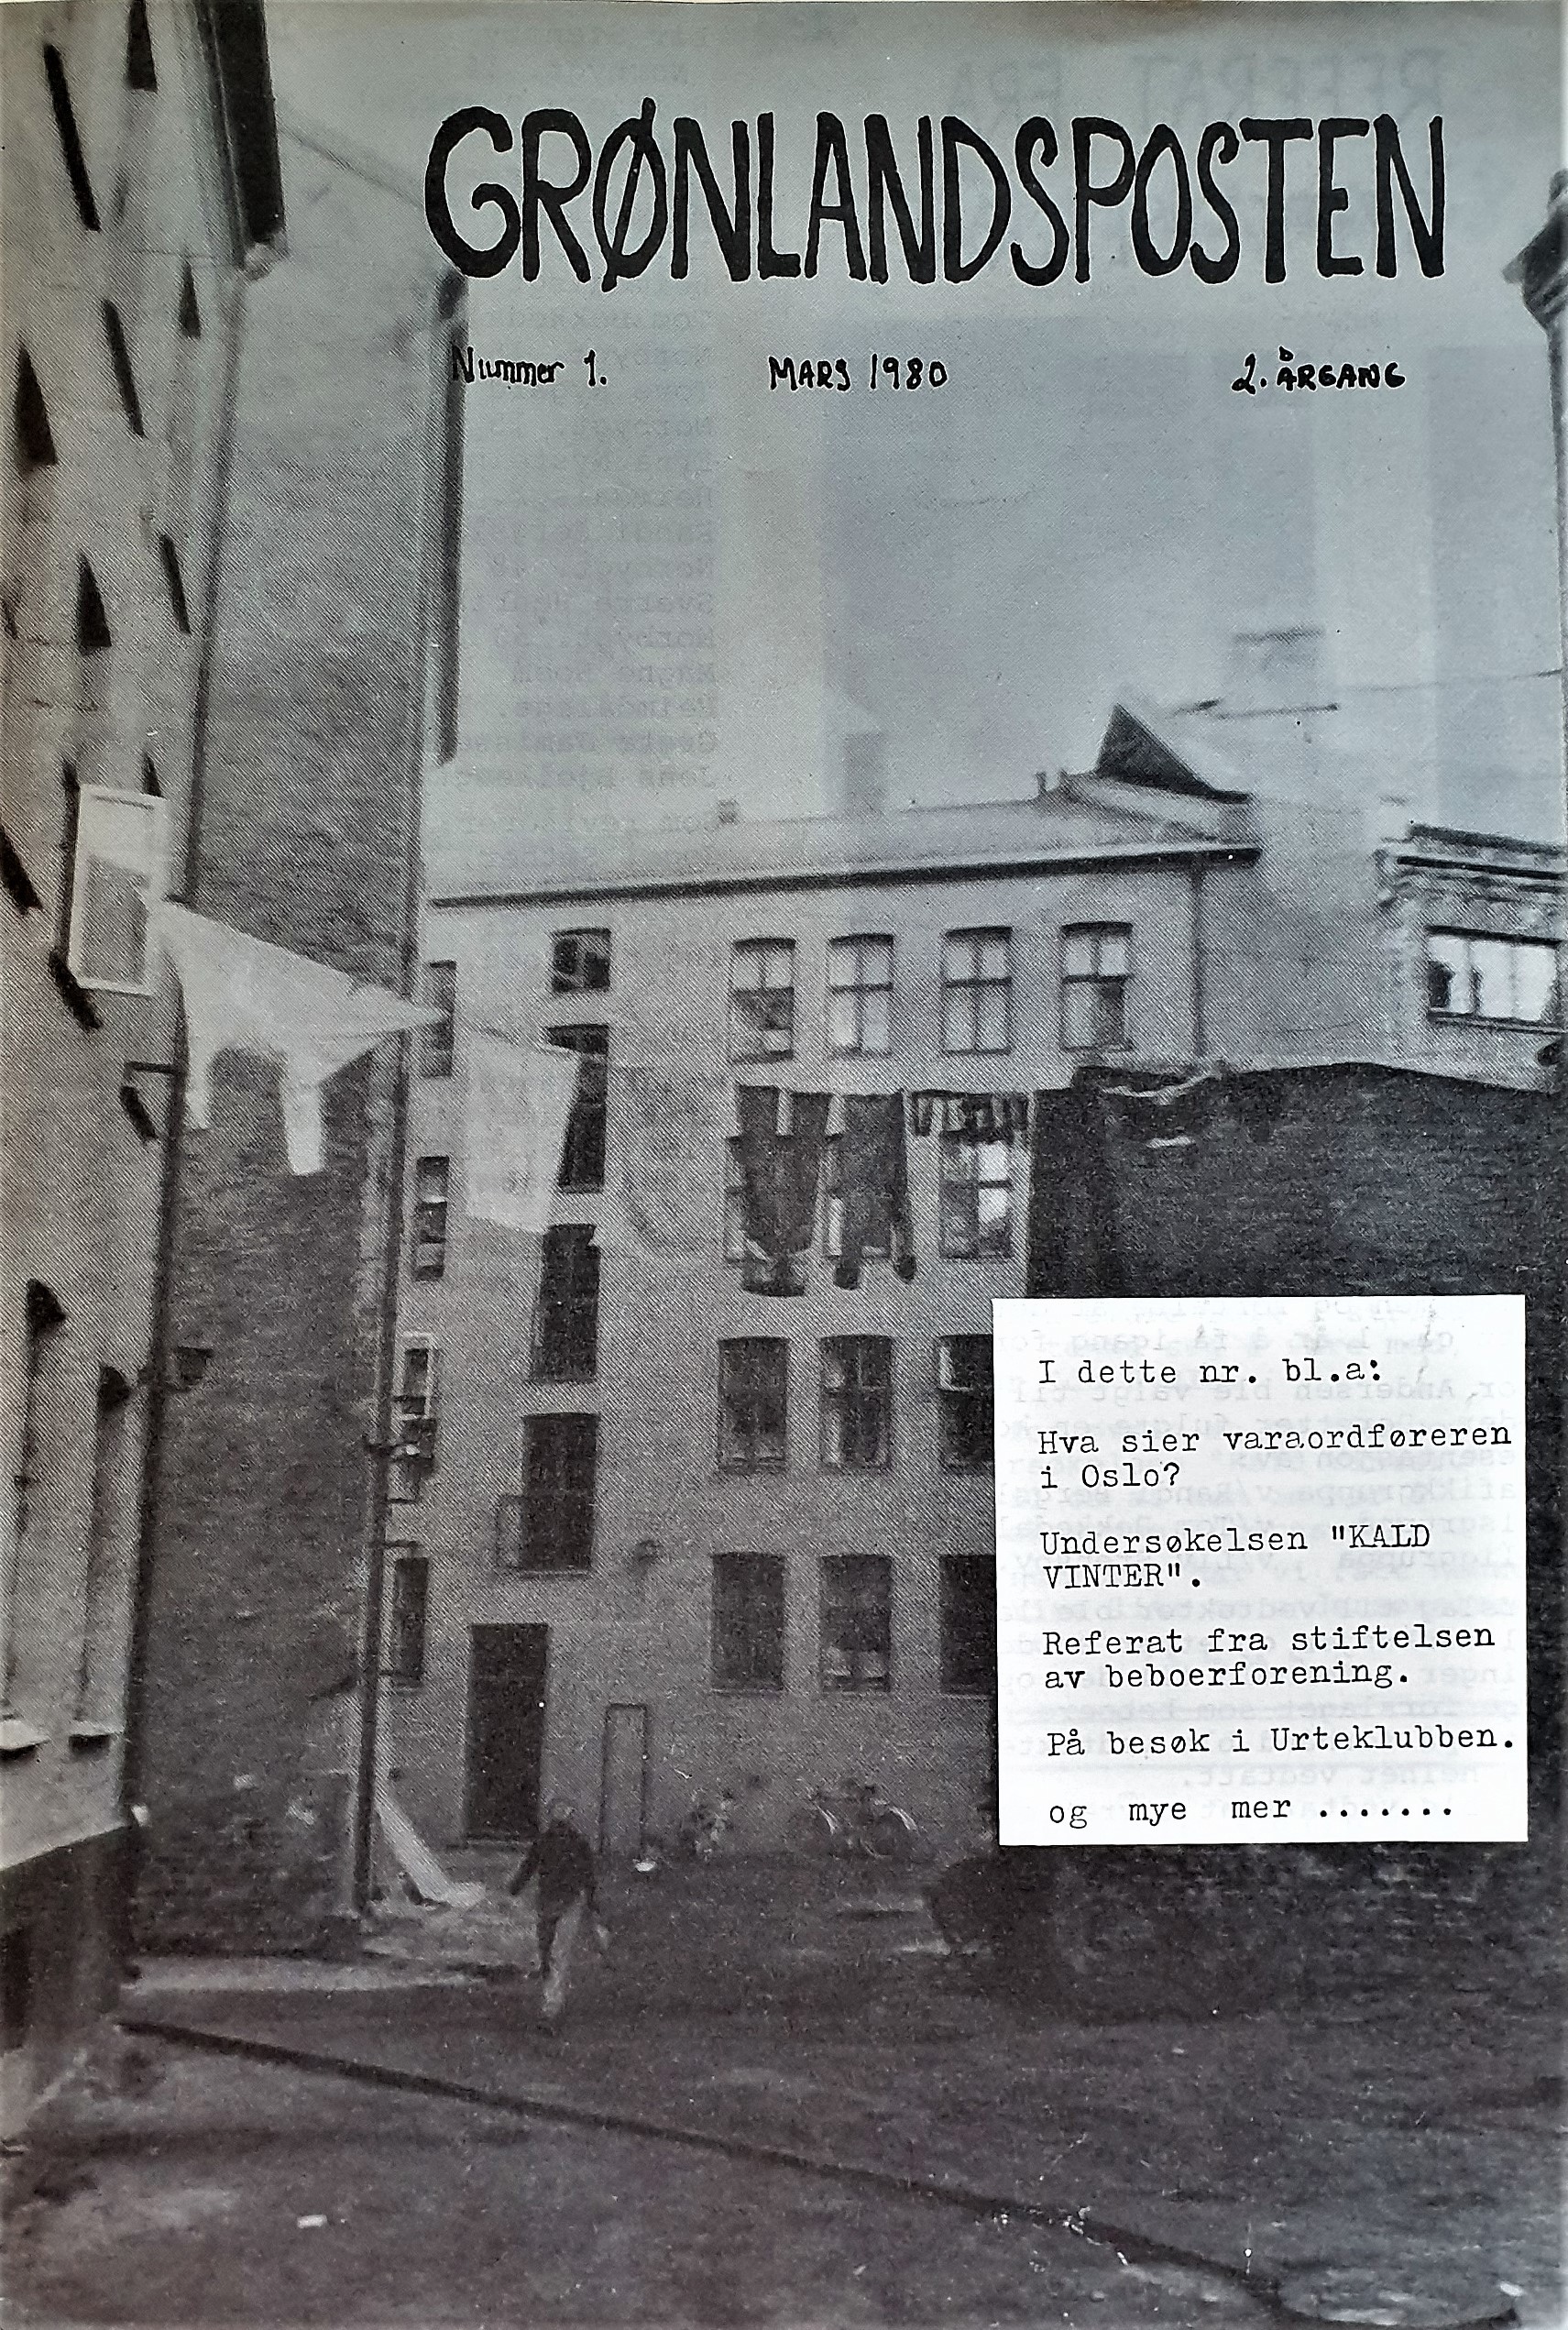 GRØNLANDSPOSTEN
Nummer 1. MARS 1980 2. ÅRGANG
I dette nr. bl.a:
Hva sier varaordføreren
i Oslo?
Undersøkelsen "KALD
VINTER".
Referat fra stiftelsen
av beboerforening.
På besøk i Urteklubben.
og mye mer .......